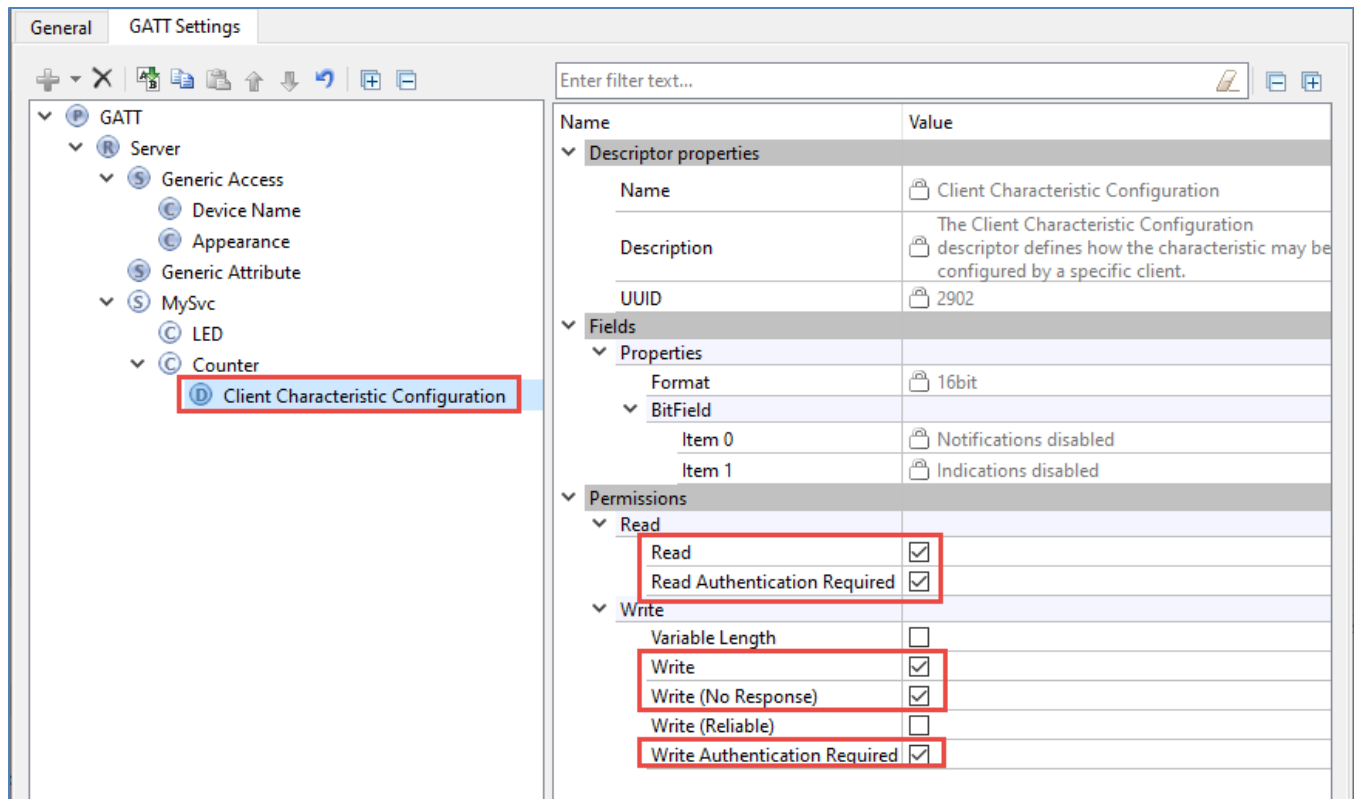 General GATT Settings
Enter filter text...
GATT
Server
Generic Access
Device Name
Appearance
Generic Attribute
MySvc
LED
Counter
Client Characteristic Configuration
Name Value
Descriptor properties
Name Client Characteristic Configuration
Description The Client Characteristic Configuration
descriptor defines how the characteristic may be
configured by a specific client.
UUID 2902
Fields
Properties
Format 16bit
BitField
Item 0 Notifications disabled
Item 1 Indications disabled
Permissions
Read
Read
Read Authentication Required
Write
Variable Length
Write
Write (No Response)
Write (Reliable)
Write Authentication Required